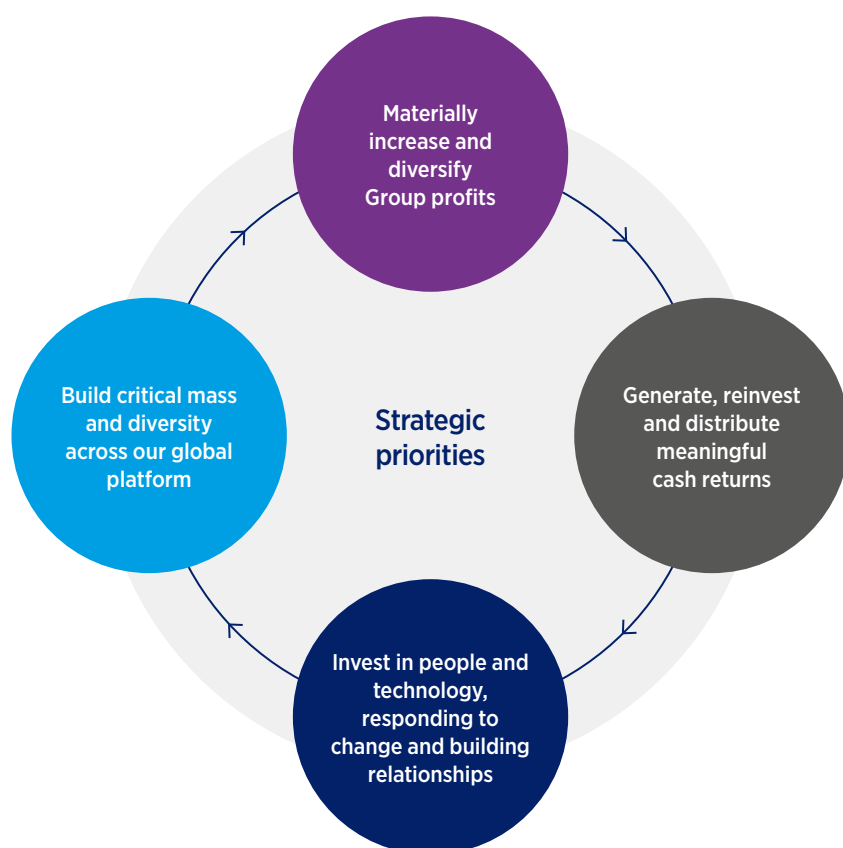 Materially
increase and
diversify
Group profits
Build critical mass
and diversity
across our global
platform
Strategic
priorities
Generate, reinvest
and distribute
meaningful
cash returns
Invest in people and
technology,
responding to
change and building
relationships